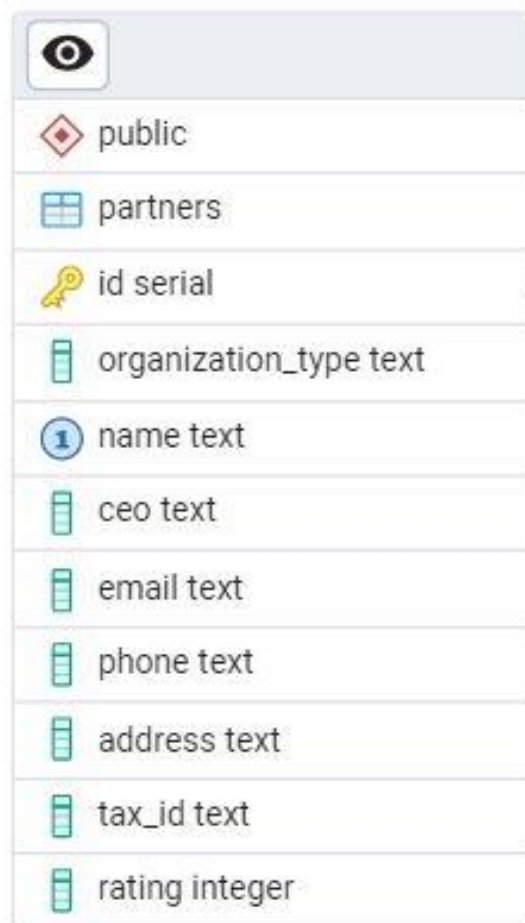 public
partners
id serial
organization_type text
1 name text
ceo text
email text
phone text
address text
tax_id text
rating integer